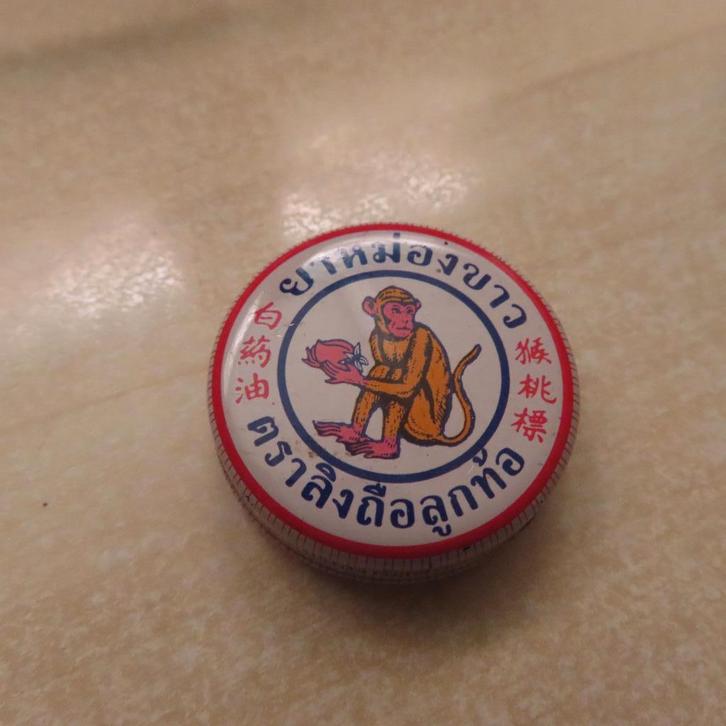 ยาหม่องขาว
白药油
猴桃標
ตราลิงถือลูกท้อ